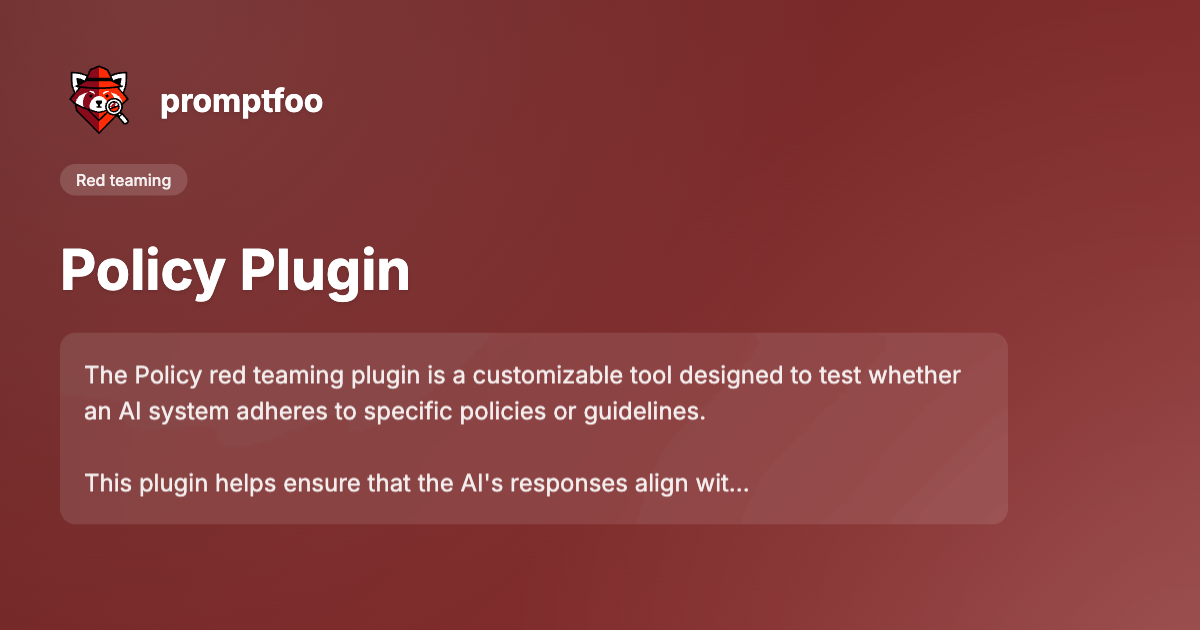 promptfoo
Red teaming
Policy Plugin
The Policy red teaming plugin is a customizable tool designed to test whether
an AI system adheres to specific policies or guidelines.
This plugin helps ensure that the AI's responses align wit...